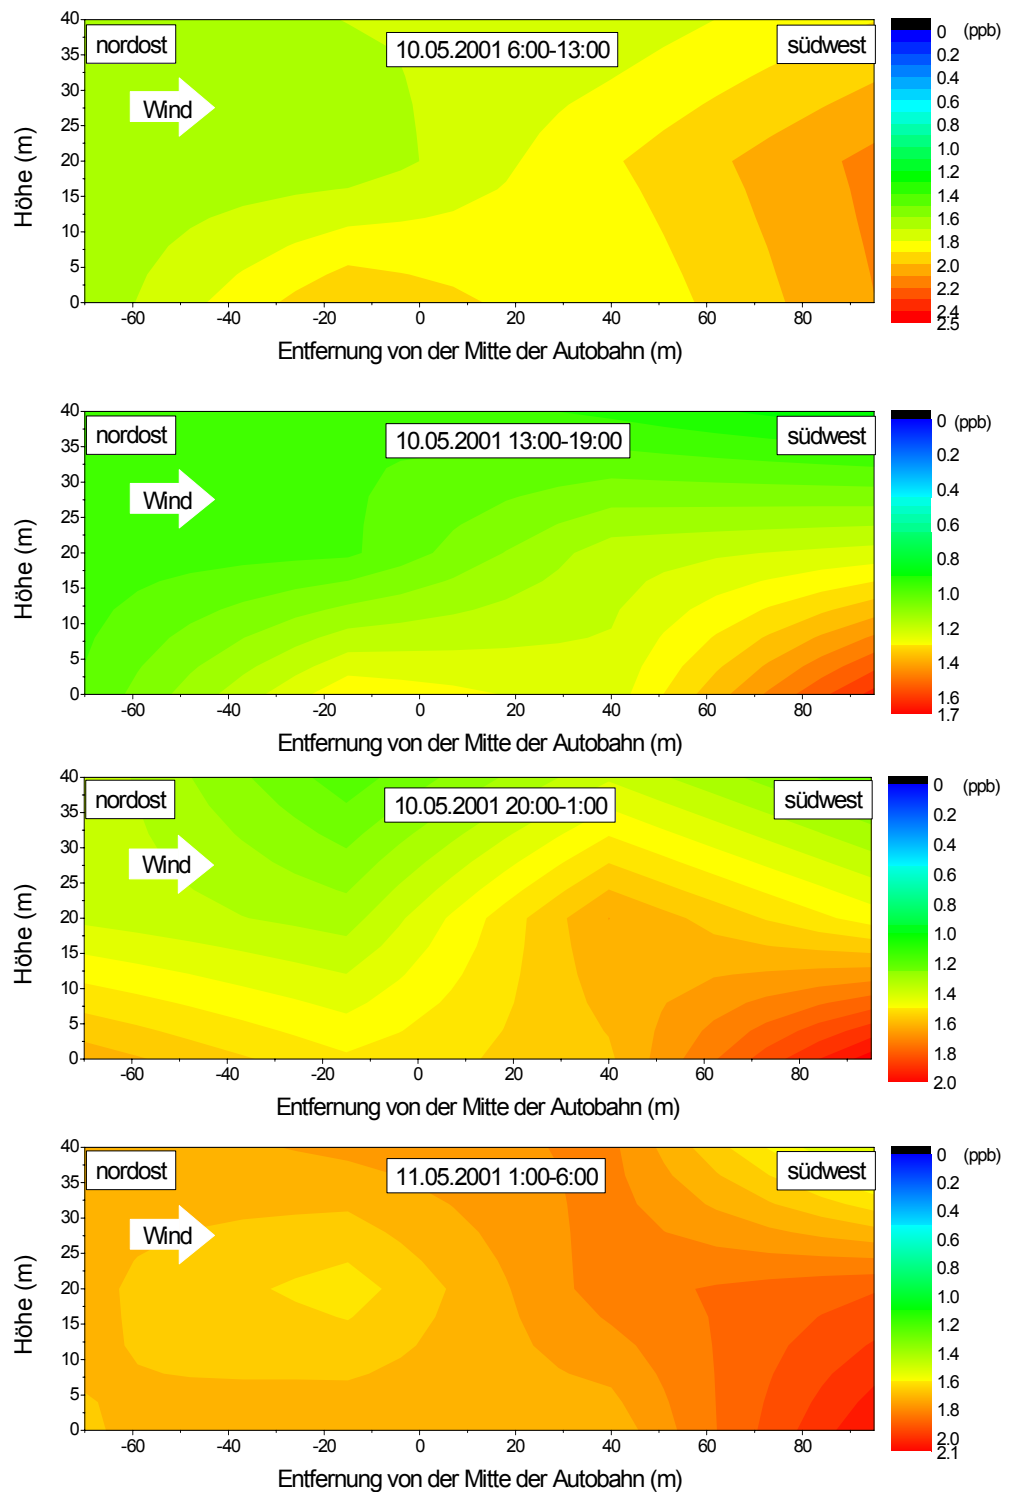 nordost
10.05.2001 6:00-13:00
südwest
Wind
Höhe (m)
40
35
30
25
20
15
10
5
0
-60 -40 -20 0 20 40 60 80
Entfernung von der Mitte der Autobahn (m)
0 (ppb)
0.2
0.4
0.6
0.8
1.0
1.2
1.4
1.6
1.8
2.0
2.2
2.4
2.5
nordost
10.05.2001 13:00-19:00
südwest
Wind
Höhe (m)
40
35
30
25
20
15
10
5
0
-60 -40 -20 0 20 40 60 80
Entfernung von der Mitte der Autobahn (m)
0 (ppb)
0.2
0.4
0.6
0.8
1.0
1.2
1.4
1.6
1.7
nordost
10.05.2001 20:00-1:00
südwest
Wind
Höhe (m)
40
35
30
25
20
15
10
5
0
-60 -40 -20 0 20 40 60 80
Entfernung von der Mitte der Autobahn (m)
0 (ppb)
0.2
0.4
0.6
0.8
1.0
1.2
1.4
1.6
1.8
2.0
nordost
11.05.2001 1:00-6:00
südwest
Wind
Höhe (m)
40
35
30
25
20
15
10
5
0
-60 -40 -20 0 20 40 60 80
Entfernung von der Mitte der Autobahn (m)
0 (ppb)
0.2
0.4
0.6
0.8
1.0
1.2
1.4
1.6
1.8
2.0
2.1